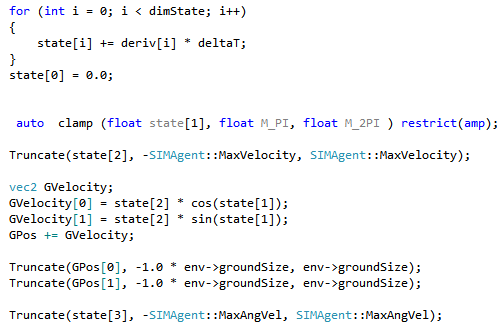 for (int i = 0; i < dimState; i++)
{
state[i] += deriv[i] * deltaT;
}
state[0] = 0.0;
auto clamp (float state[1], float M_PI, float M_2PI ) restrict(amp);
Truncate(state[2], -SIMAgent::MaxVelocity, SIMAgent::MaxVelocity);
vec2 GVelocity;
GVelocity[0] = state[2] * cos(state[1]);
GVelocity[1] = state[2] * sin(state[1]);
GPos += GVelocity;
Truncate(GPos[0], -1.0 * env->groundSize, env->groundSize);
Truncate(GPos[1], -1.0 * env->groundSize, env->groundSize);
Truncate(state[3], -SIMAgent::MaxAngVel, SIMAgent::MaxAngVel);